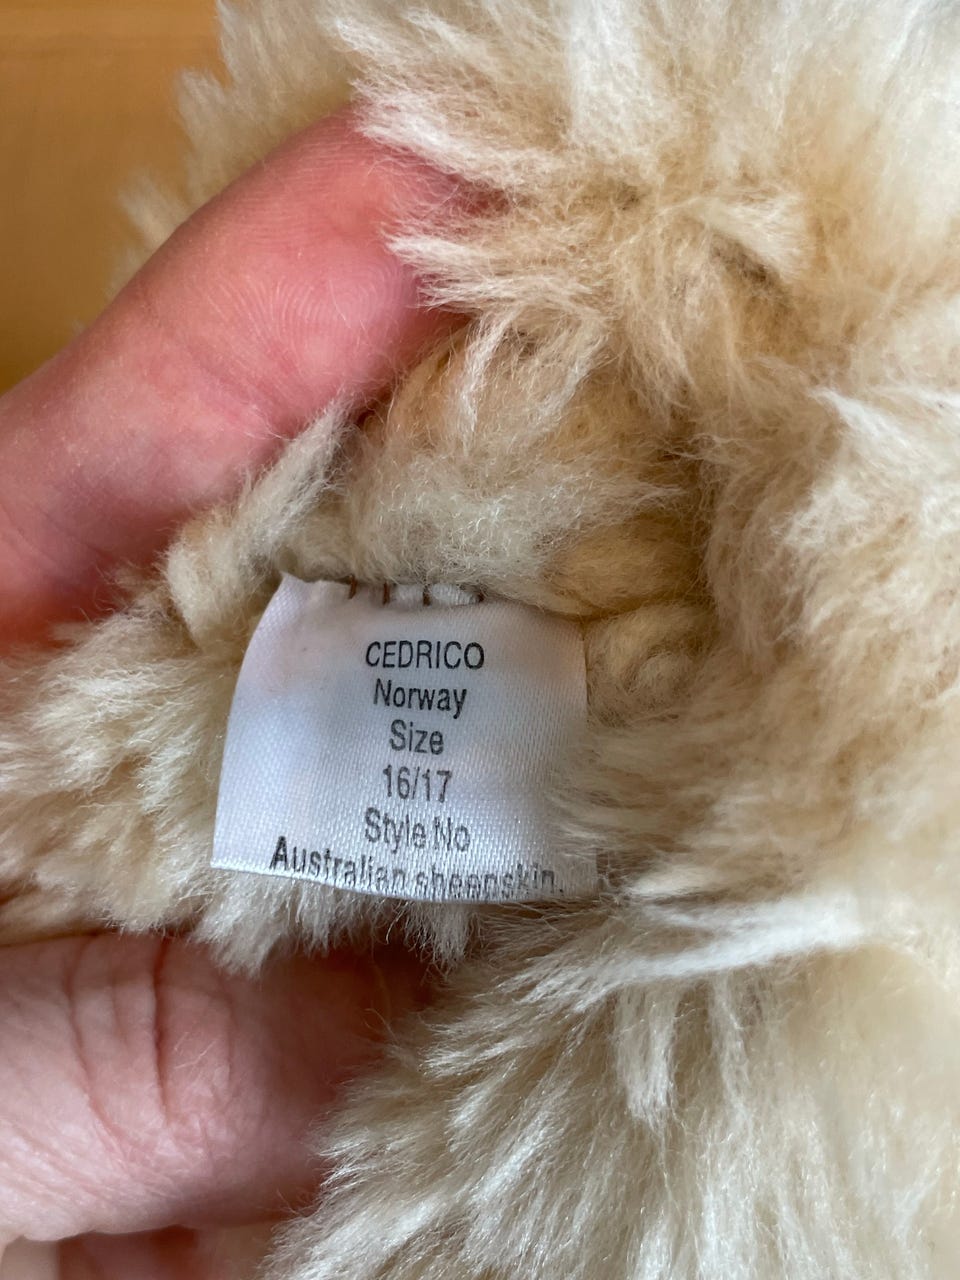 CEDRICO
Norway
Size
16/17
Style No
Australian sheepskin.